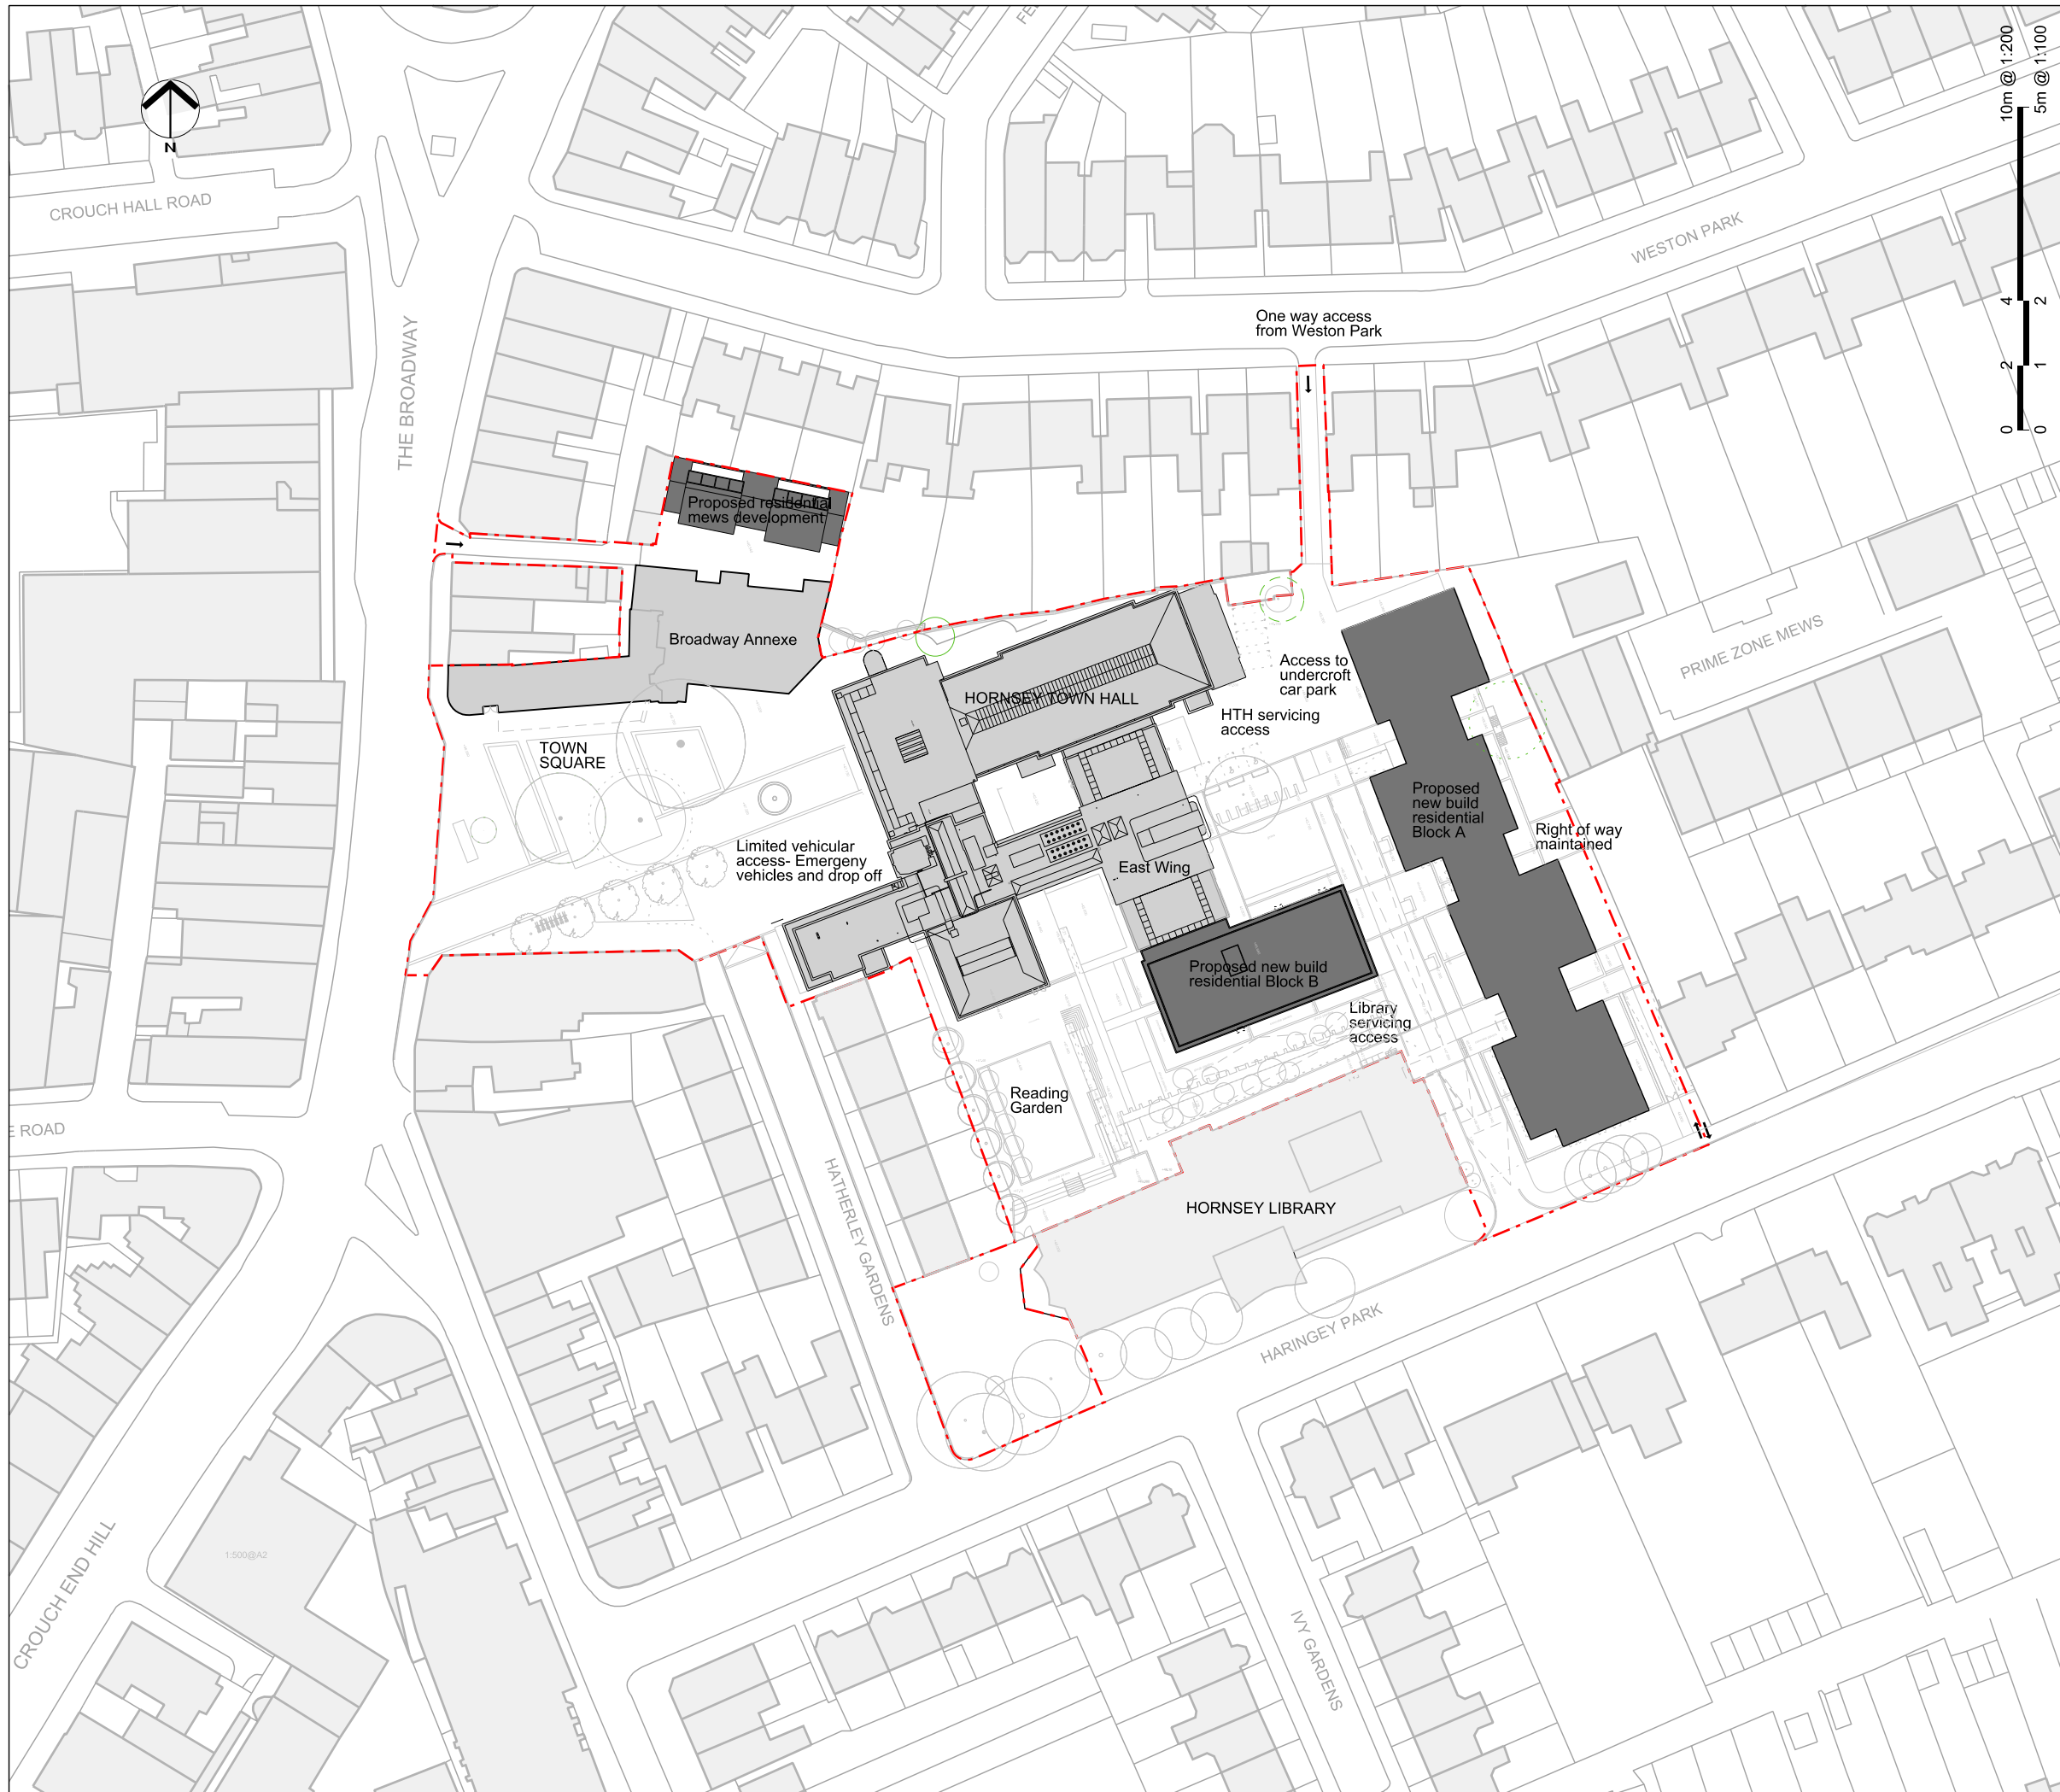 FE
10m @ 1:200
5m @ 1:100
N
CROUCH HALL ROAD
WESTON PARK
4
2
2
1
0
0
One way access
from Weston Park
THE BROADWAY
Proposed residential
mews development
Broadway Annexe
PRIME ZONE MEWS
Access to
undercroft
car park
HORNSEY TOWN HALL
HTH servicing
access
TOWN
SQUARE
Proposed
new build
residential
Block A
Right of way
maintained
Limited vehicular
access- Emergeny
vehicles and drop off
East Wing
Proposed new build
residential Block B
Library
servicing
access
Reading
Garden
E ROAD
HATHERLEY GARDENS
HORNSEY LIBRARY
HARINGEY PARK
CROUCH END HILL
1:500@A2
IVY GARDENS